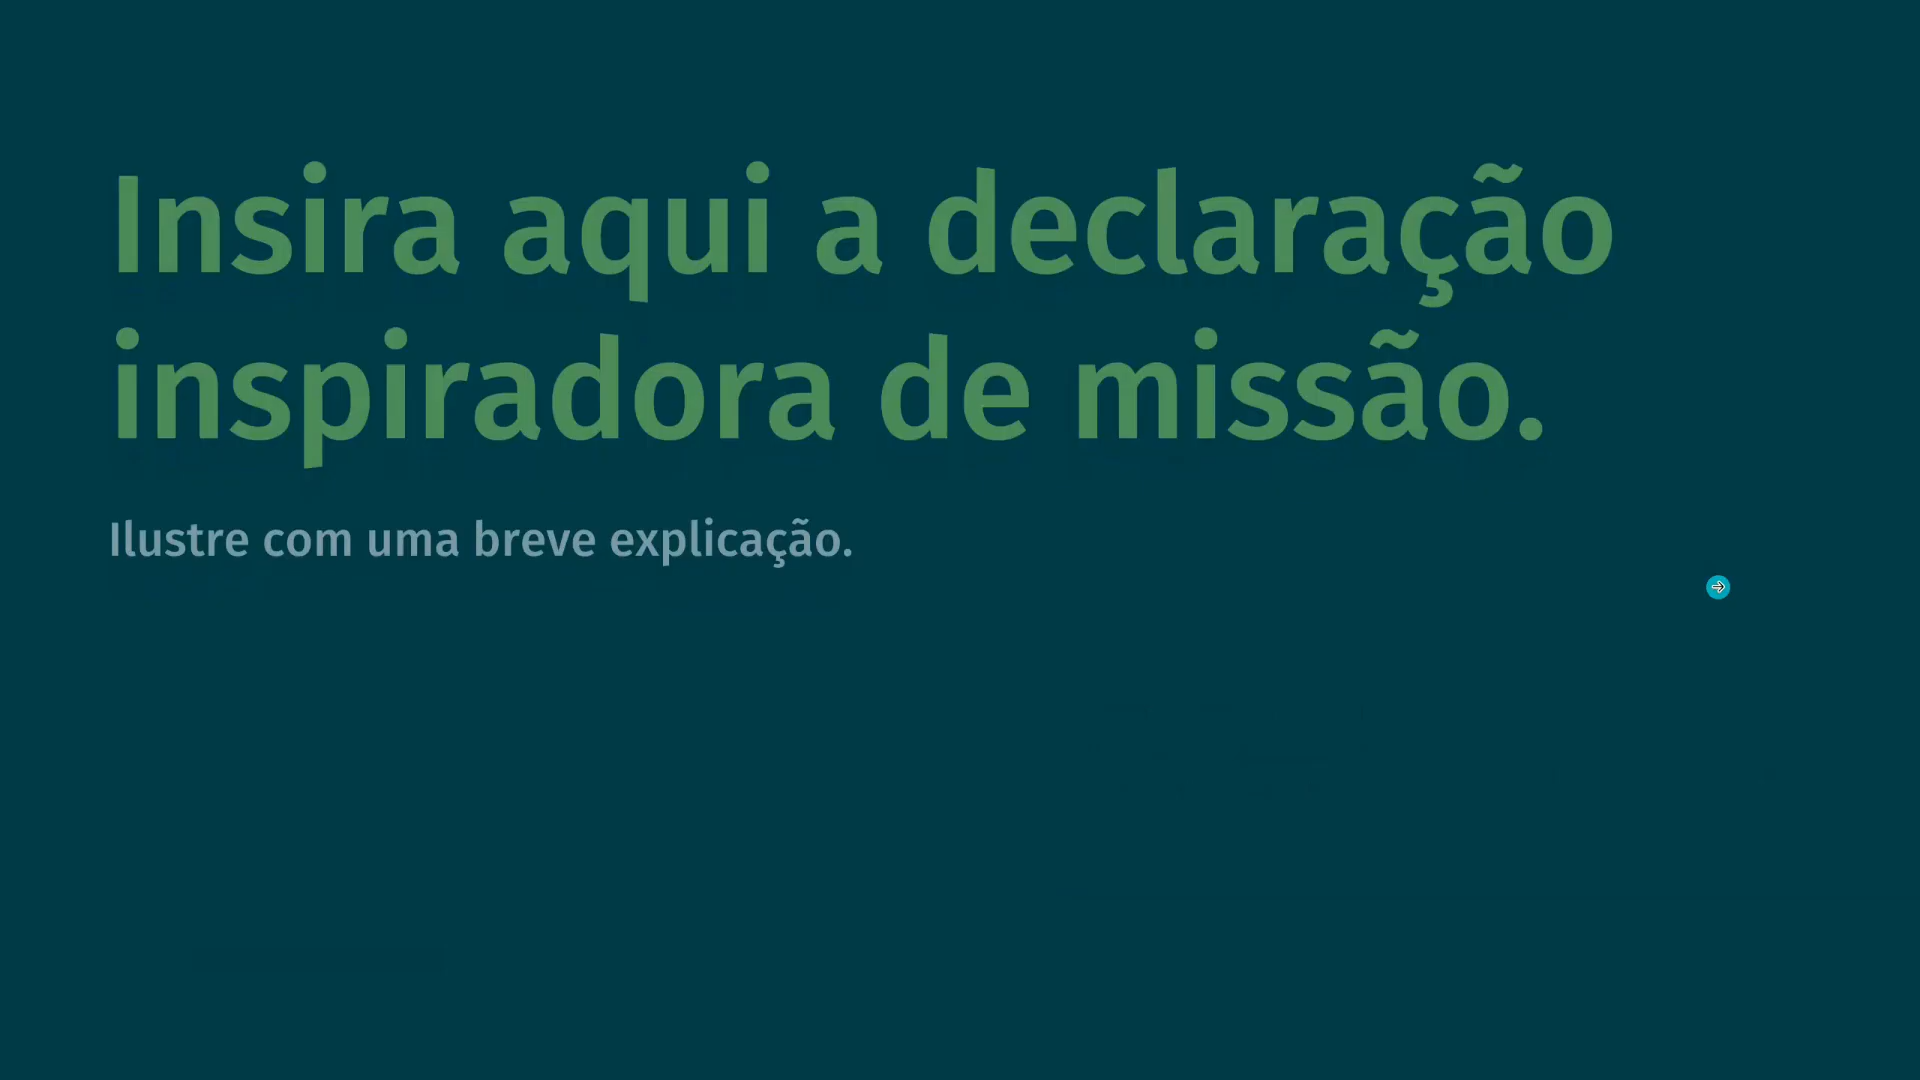 Insira aqui a declaração
inspiradora de missão.
Ilustre com uma breve explicação.